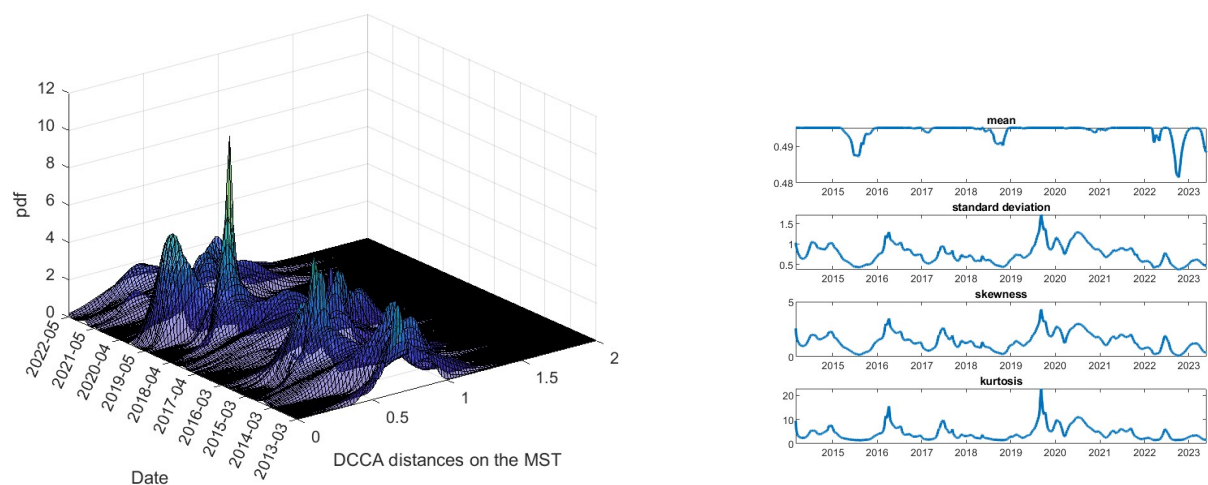 12
10
8
6
4
2
0
pdf
2022-05
2021-05
2020-04
2019-05
2018-04
2017-04
2016-03
2015-03
2014-03
2013-03
Date
0
0.5
1
1.5
2
DCCA distances on the MST
mean
0.49
0.48
2015 2016 2017 2018 2019 2020 2021 2022 2023
standard deviation
1.5
1
0.5
2015 2016 2017 2018 2019 2020 2021 2022 2023
skewness
5
0
2015 2016 2017 2018 2019 2020 2021 2022 2023
kurtosis
20
10
0
2015 2016 2017 2018 2019 2020 2021 2022 2023